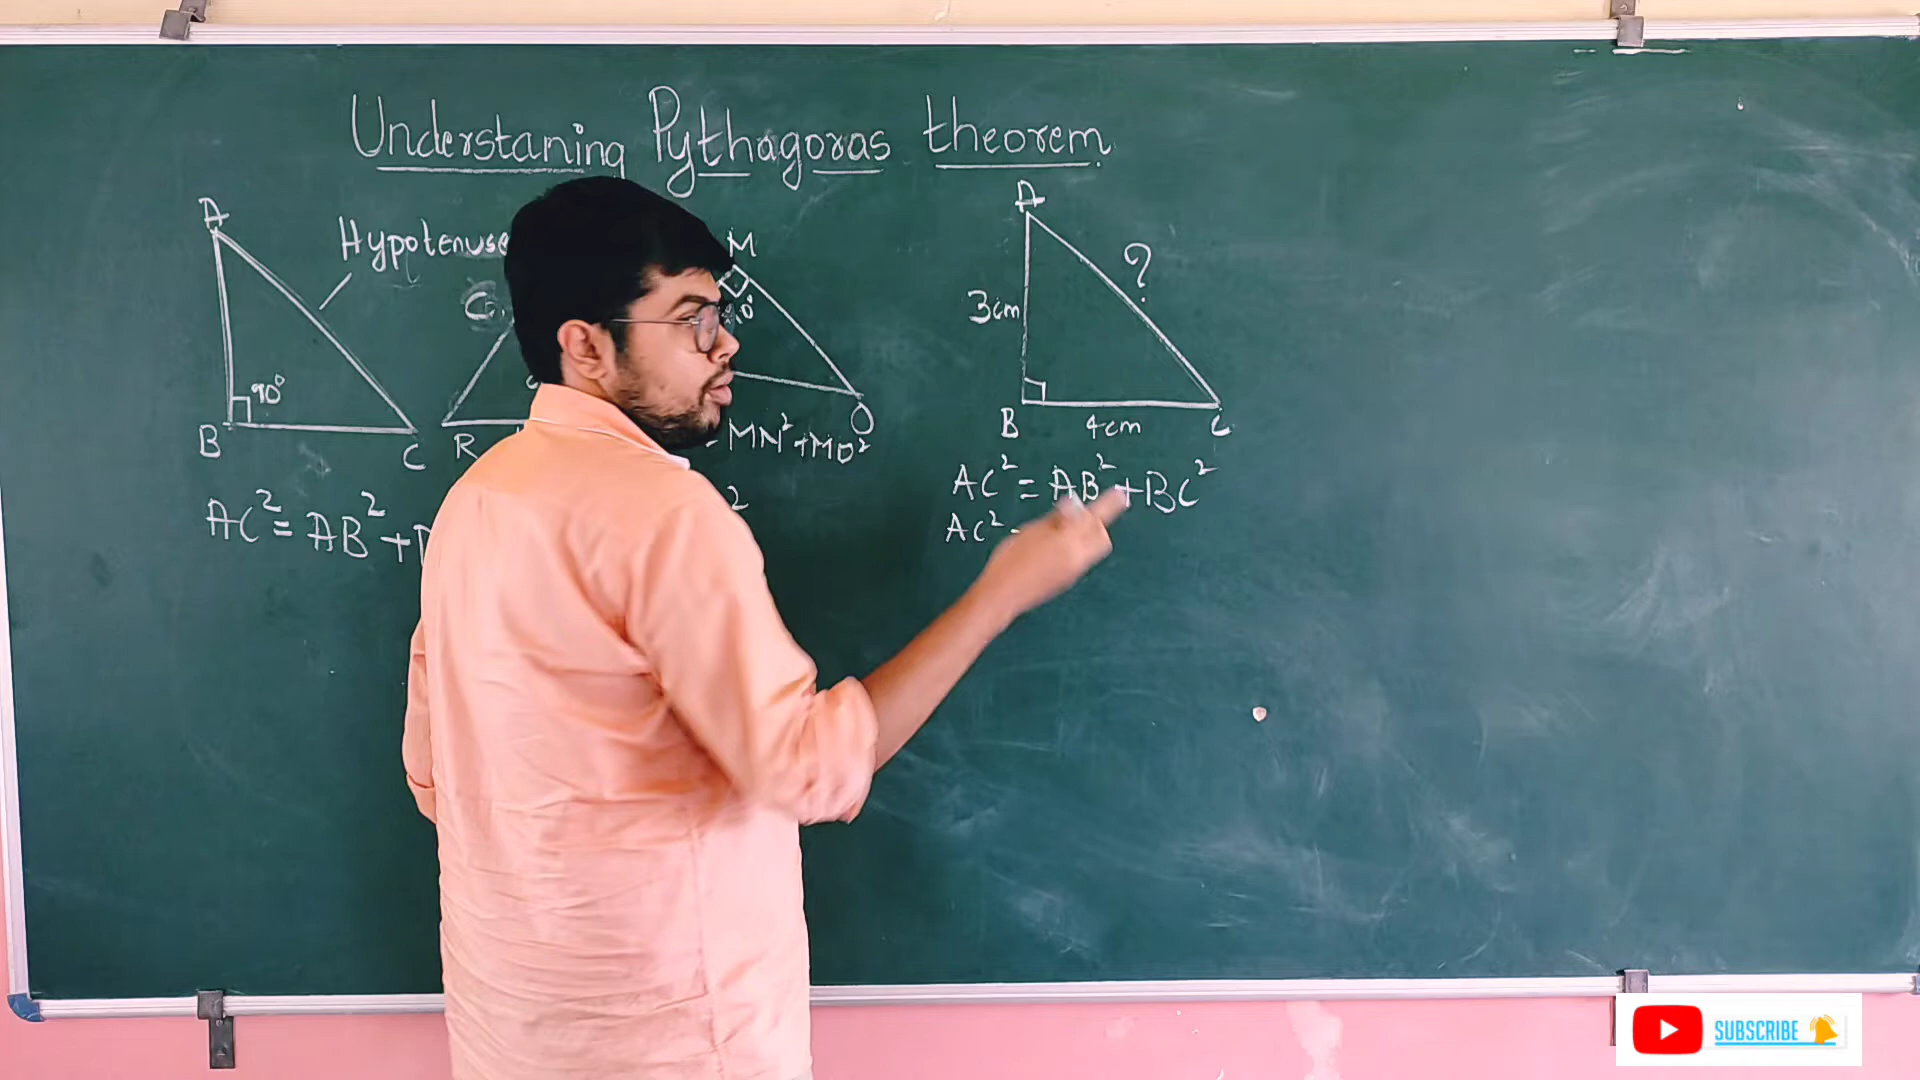 Understaning Pythagoras theorem
A
Hypotenuse
90°
B
C
AC² = AB² +
R
M
O
MN² + MO²
A
?
3cm
B
4cm
C
AC² = AB² + BC²
AC²
SUBSCRIBE